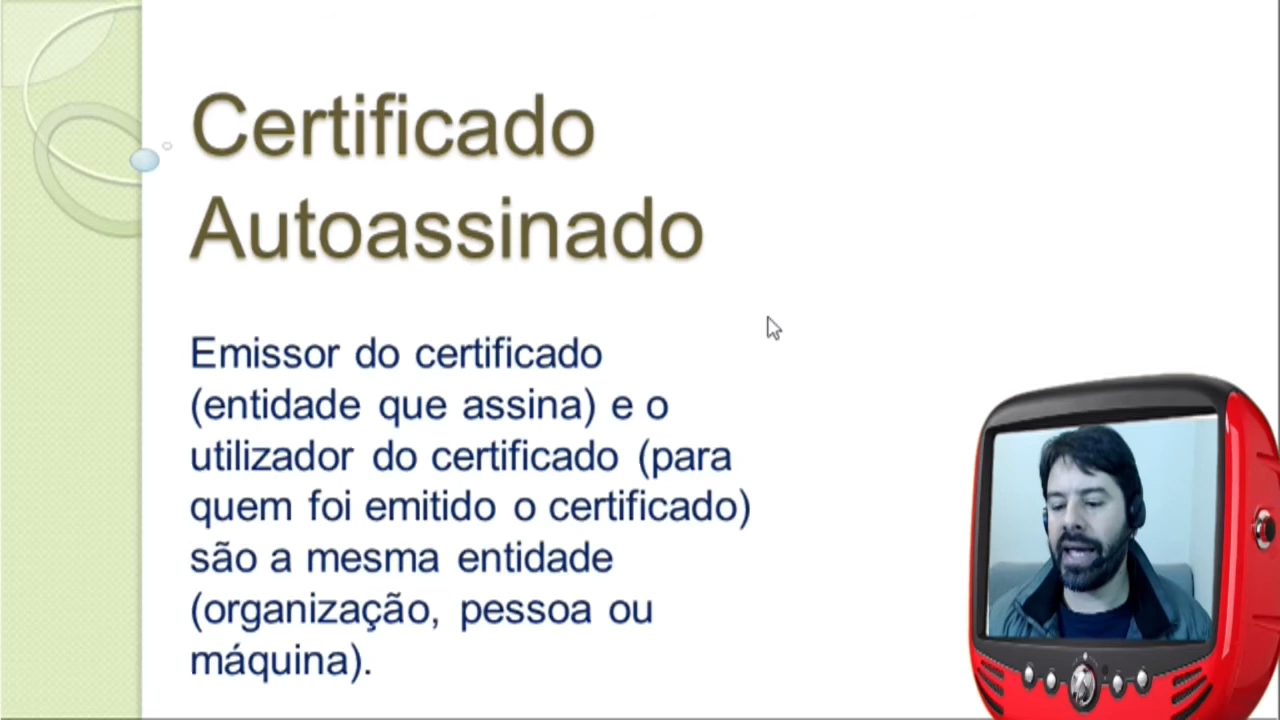 Certificado
Autoassinado
Emissor do certificado
(entidade que assina) e o
utilizador do certificado (para
quem foi emitido o certificado)
são a mesma entidade
(organização, pessoa ou
máquina).